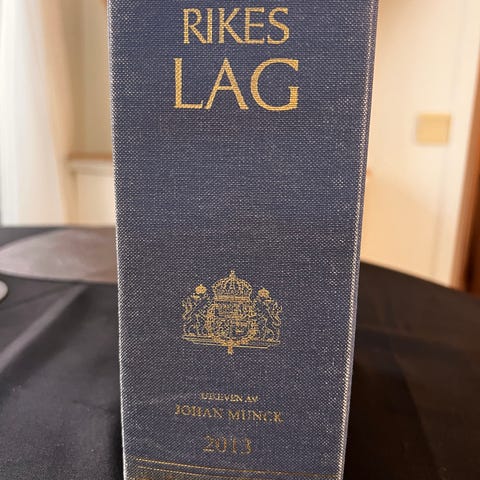 RIKES
LAG
UTGIVEN AV
JOHAN MUNCK
2013